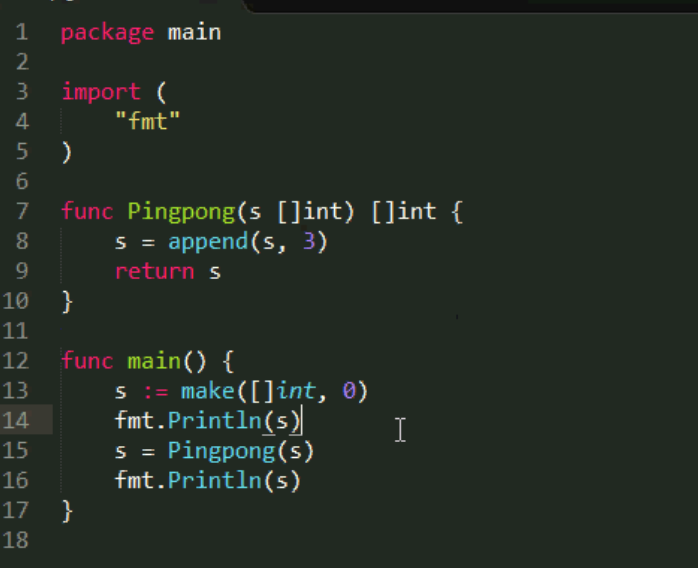 1 package main
2
3 import (
4     "fmt"
5 )
6
7 func Pingpong(s []int) []int {
8     s = append(s, 3)
9     return s
10 }
11
12 func main() {
13     s := make([]int, 0)
14     fmt.Println(s)
15     s = Pingpong(s)
16     fmt.Println(s)
17 }
18